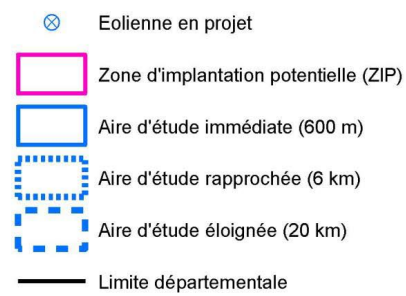 Eolienne en projet
Zone d'implantation potentielle (ZIP)
Aire d'étude immédiate (600 m)
Aire d'étude rapprochée (6 km)
Aire d'étude éloignée (20 km)
Limite départementale